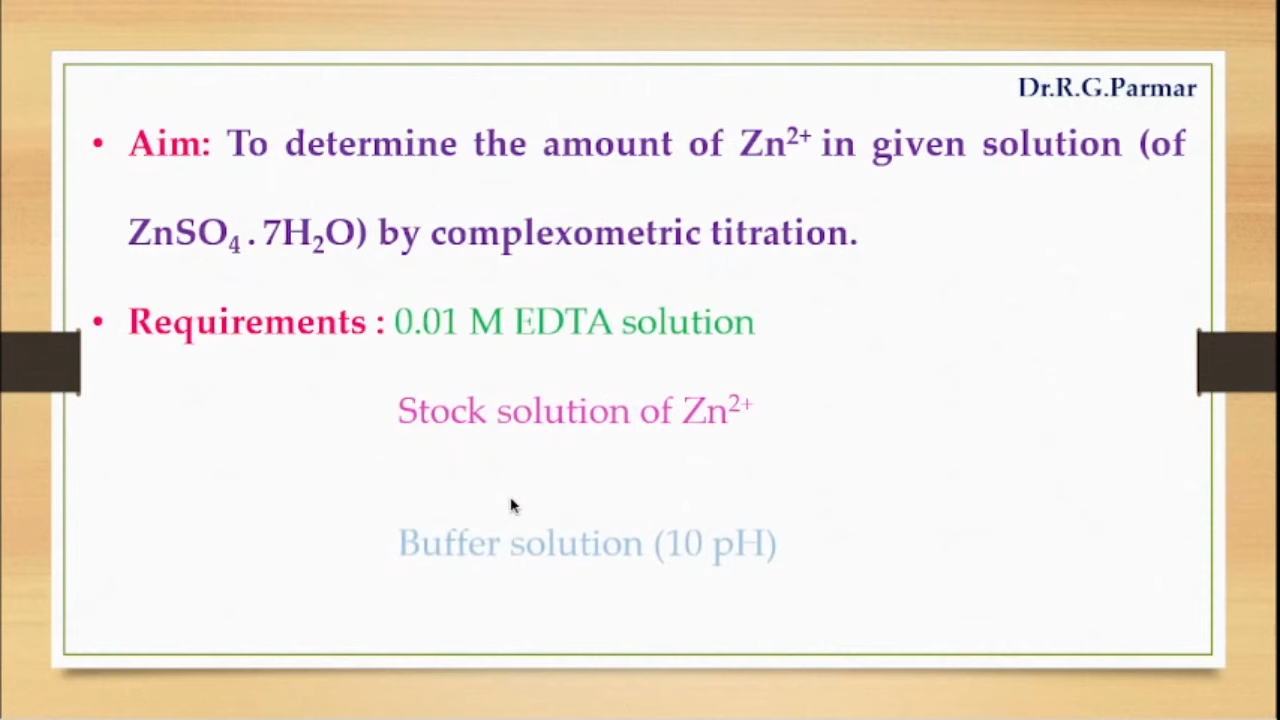 Dr.R.G.Parmar
• Aim: To determine the amount of Zn²⁺ in given solution (of
ZnSO₄ . 7H₂O) by complexometric titration.
• Requirements : 0.01 M EDTA solution
Stock solution of Zn²⁺
Buffer solution (10 pH)